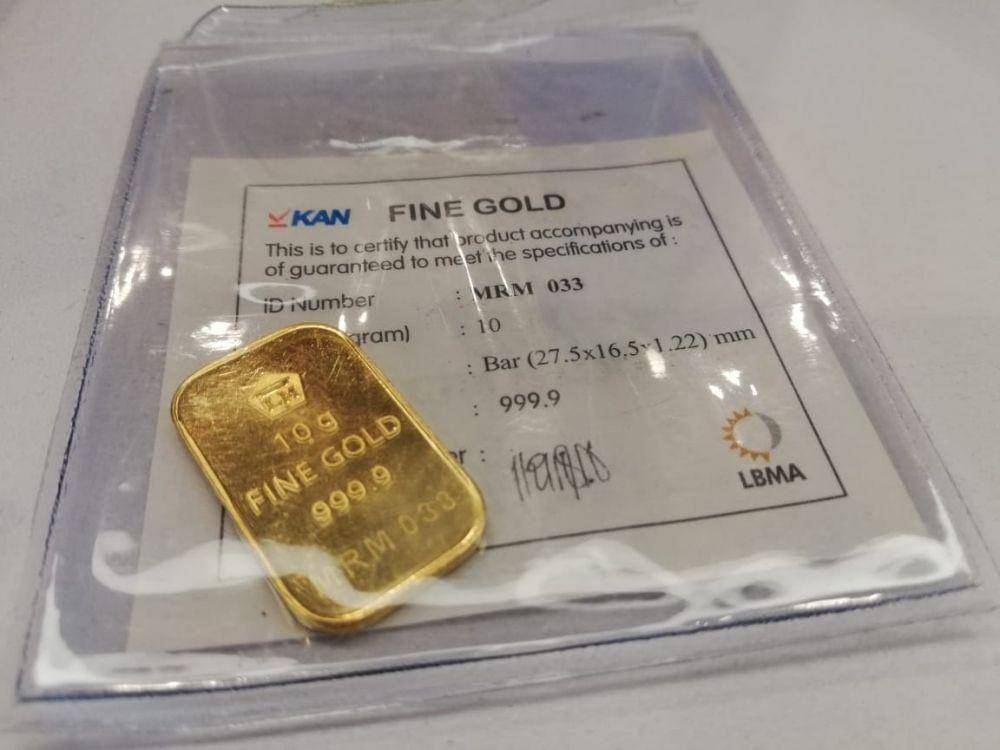 KAN FINE GOLD
This is to certify that product accompanying is
of guaranteed to meet the specifications of :
ID Number : MRM 033
gram) : 10
: Bar (27.5x16.5x1.22) mm
: 999.9
er :
LBMA
LM
10 g
FINE GOLD
999.9
MRM 033